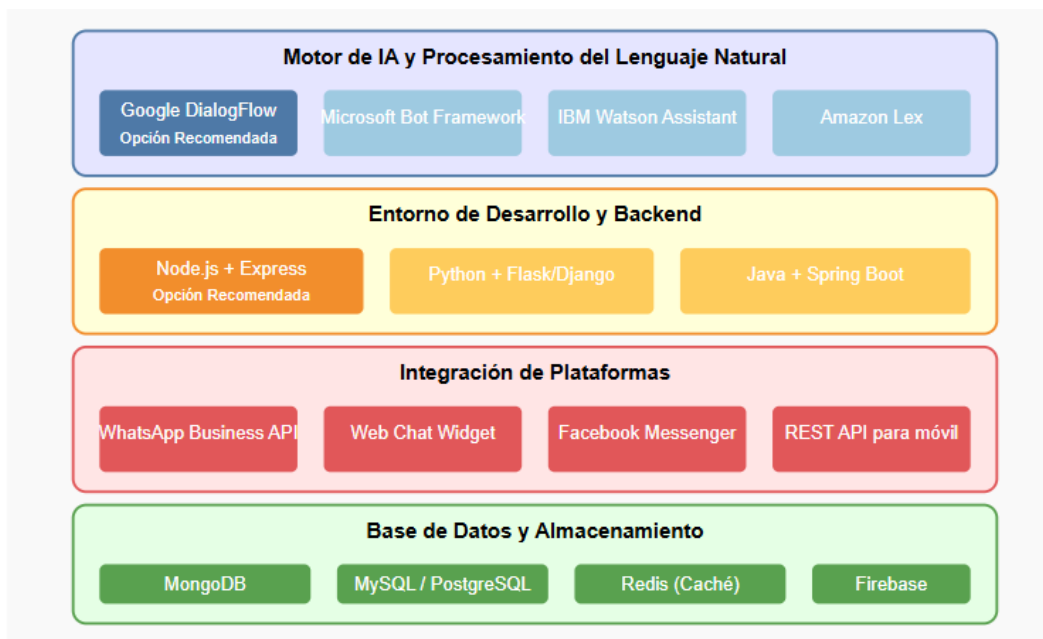 Motor de IA y Procesamiento del Lenguaje Natural
Google DialogFlow
Opción Recomendada
Microsoft Bot Framework
IBM Watson Assistant
Amazon Lex
Entorno de Desarrollo y Backend
Node.js + Express
Opción Recomendada
Python + Flask/Django
Java + Spring Boot
Integración de Plataformas
WhatsApp Business API
Web Chat Widget
Facebook Messenger
REST API para móvil
Base de Datos y Almacenamiento
MongoDB
MySQL / PostgreSQL
Redis (Caché)
Firebase